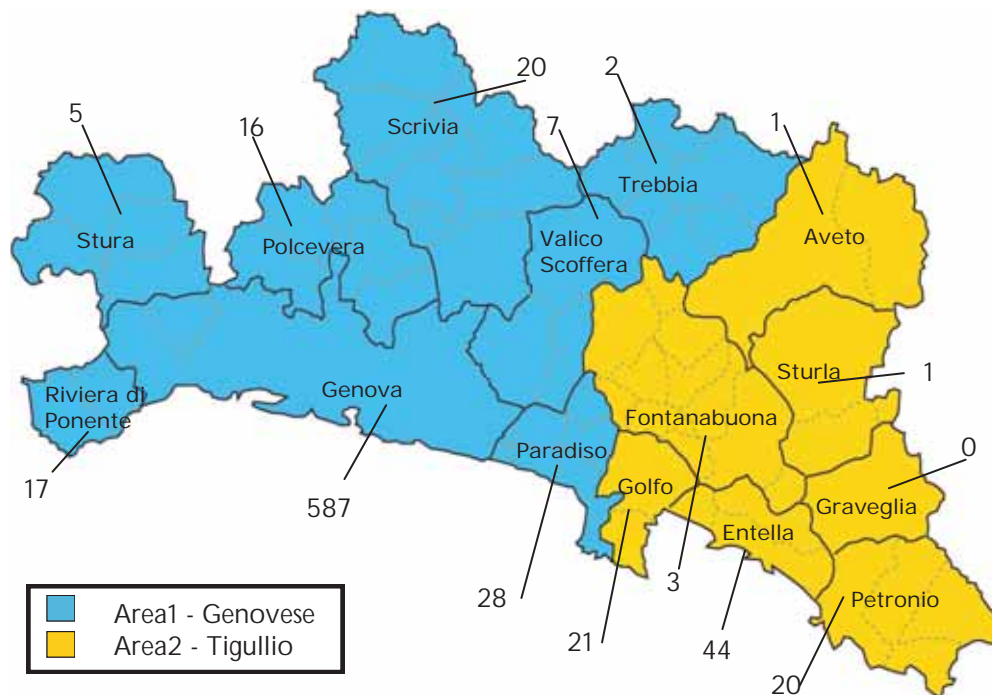 20
2
5
7
1
16
Scrivia
Trebbia
Stura
Polcevera
Valico
Scoffera
Aveto
Sturla
1
Riviera di
Ponente
Genova
Fontanabuona
Paradiso
0
17
Golfo
Graveglia
587
Entella
3
28
Petronio
21
44
20
Area1 - Genovese
Area2 - Tigullio